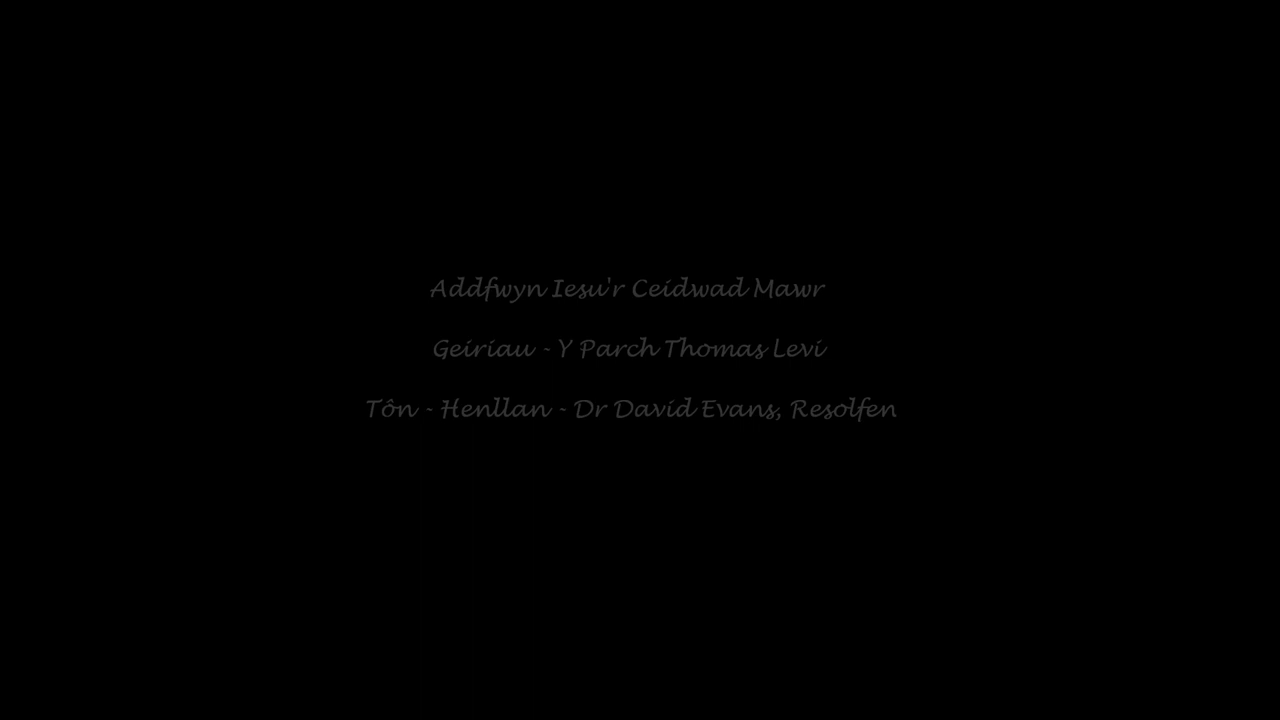 Addfwyn Iesu'r Ceidwad Mawr
Geiriau - Y Parch Thomas Levi
Tôn - Henllan - Dr David Evans, Resolfen